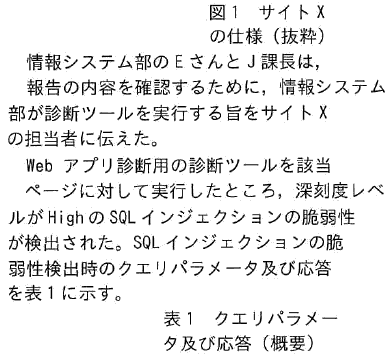 図1 サイトX
の仕様（抜粋）
情報システム部のEさんとJ課長は，
報告の内容を確認するために，情報システム
部が診断ツールを実行する旨をサイトX
の担当者に伝えた。
Web アプリ診断用の診断ツールを該当
ページに対して実行したところ，深刻度レベ
ルがHighのSQLインジェクションの脆弱性
が検出された。SQLインジェクションの脆
弱性検出時のクエリパラメータ及び応答
を表1に示す。
表1 クエリパラメー
タ及び応答（概要）